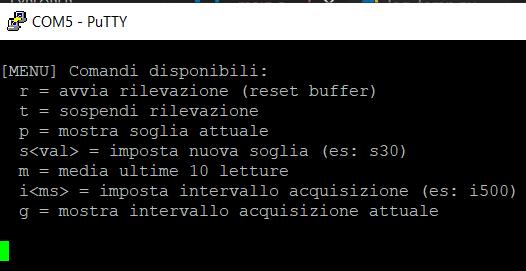 COM5 - PuTTY
[MENU] Comandi disponibili:
r = avvia rilevazione (reset buffer)
t = sospendi rilevazione
p = mostra soglia attuale
s<val> = imposta nuova soglia (es: s30)
m = media ultime 10 letture
i<ms> = imposta intervallo acquisizione (es: i500)
g = mostra intervallo acquisizione attuale